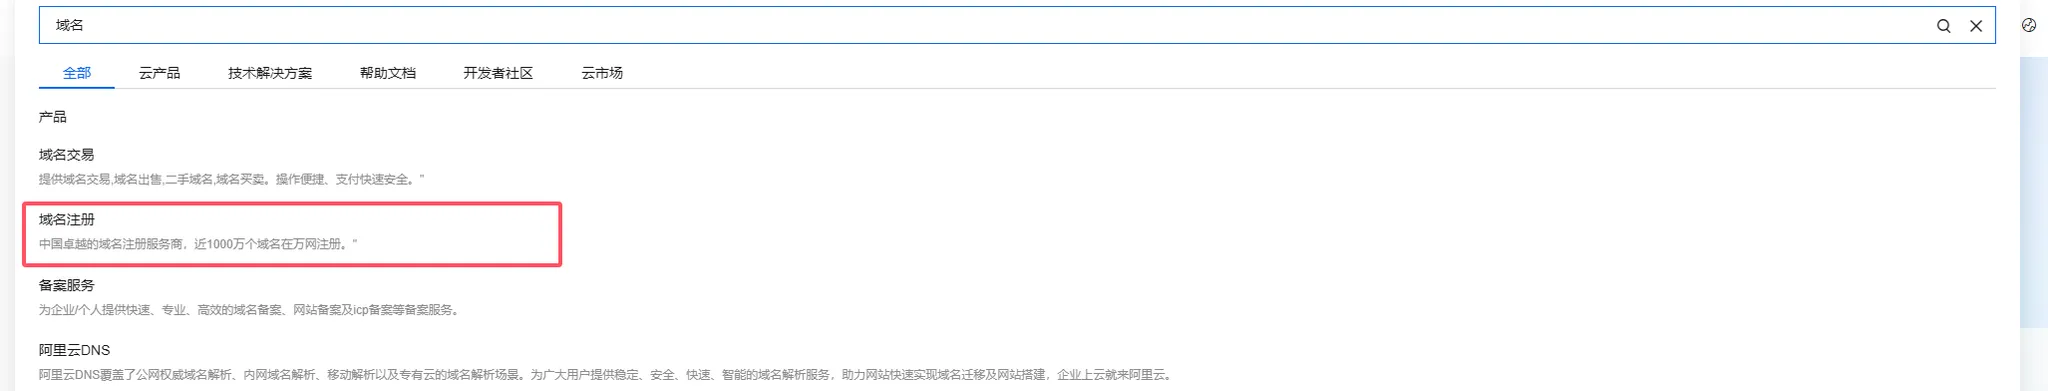 域名
全部 云产品 技术解决方案 帮助文档 开发者社区 云市场
产品
域名交易
提供域名交易,域名出售,二手域名,域名买卖。操作便捷、支付快速安全。"
域名注册
中国卓越的域名注册服务商，近1000万个域名在万网注册。"
备案服务
为企业/个人提供快速、专业、高效的域名备案、网站备案及icp备案等备案服务。
阿里云DNS
阿里云DNS覆盖了公网权威域名解析、内网域名解析、移动解析以及专有云的域名解析场景。为广大用户提供稳定、安全、快速、智能的域名解析服务，助力网站快速实现域名迁移及网站搭建，企业上云就来阿里云。